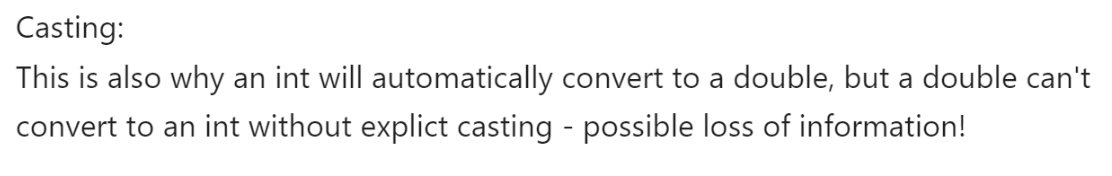 Casting:
This is also why an int will automatically convert to a double, but a double can't
convert to an int without explict casting - possible loss of information!